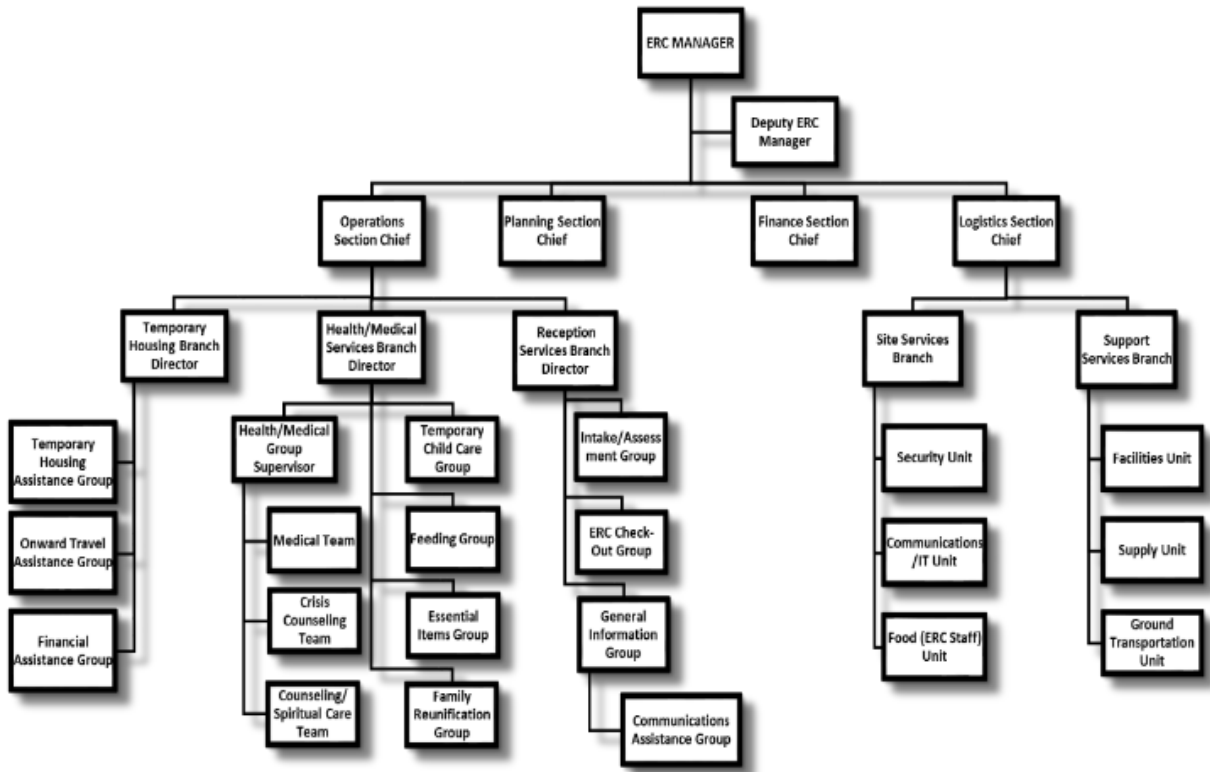 ERC MANAGER
Deputy ERC
Manager
Operations
Section Chief
Planning Section
Chief
Finance Section
Chief
Logistics Section
Chief
Temporary
Housing Branch
Director
Health/Medical
Services Branch
Director
Reception
Services Branch
Director
Site Services
Branch
Support
Services Branch
Temporary
Housing
Assistance Group
Onward Travel
Assistance Group
Financial
Assistance Group
Health/Medical
Group
Supervisor
Medical Team
Crisis
Counseling
Team
Counseling/
Spiritual Care
Team
Temporary
Child Care
Group
Feeding Group
Essential
Items Group
Family
Reunification
Group
Intake/Assess
ment Group
ERC Check-
Out Group
General
Information
Group
Communications
Assistance Group
Security Unit
Communications
/IT Unit
Food (ERC Staff)
Unit
Facilities Unit
Supply Unit
Ground
Transportation
Unit